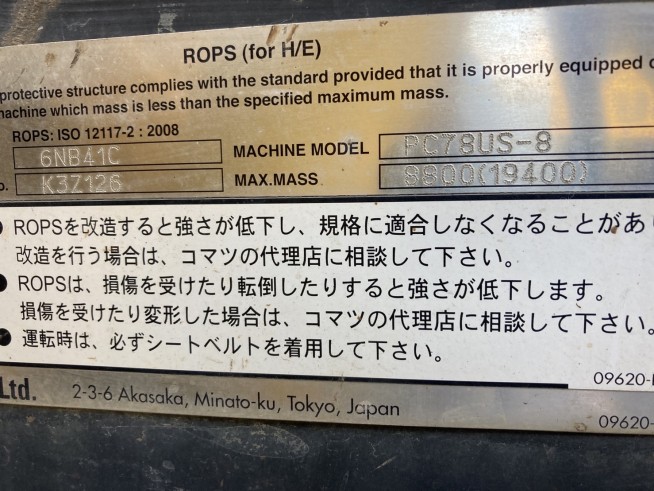 ROPS (for H/E)
protective structure complies with the standard provided that it is properly equipped
machine which mass is less than the specified maximum mass.
ROPS: ISO 12117-2 : 2008
6NB41C MACHINE MODEL PC78US-8
o. K37126 MAX.MASS 8800(19400)
ROPSを改造すると強さが低下し、規格に適合しなくなることがあ
改造を行う場合は、コマツの代理店に相談して下さい。
● ROPSは、損傷を受けたり転倒したりすると強さが低下します。
損傷を受けたり変形した場合は、コマツの代理店に相談して下さい。
● 運転時は、必ずシートベルトを着用して下さい。
09620-
Ltd. 2-3-6 Akasaka, Minato-ku, Tokyo, Japan
09620-